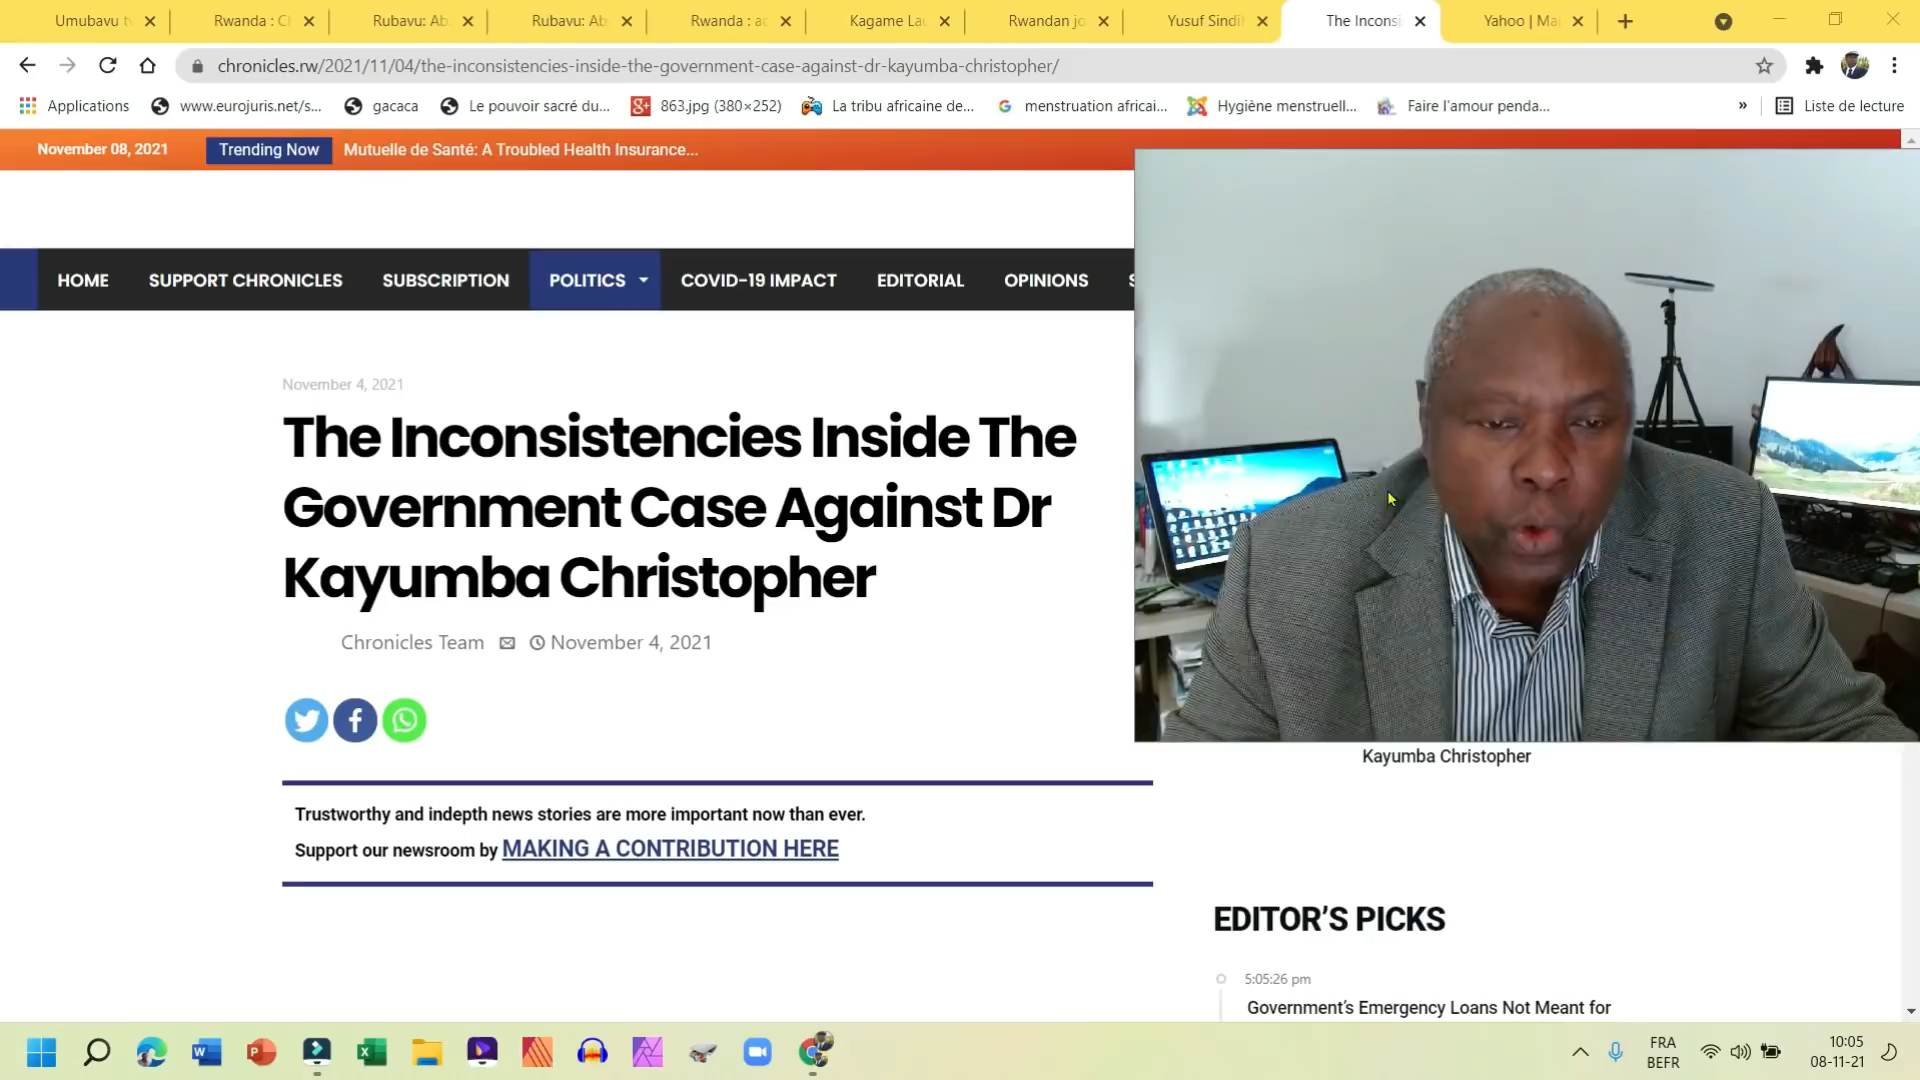 Umubavu tv
Rwanda : C
Rubavu: Ab
Rubavu: Ab
Rwanda : ac
Kagame Lau
Rwandan jo
Yusuf Sindi
The Inconsi
Yahoo | Ma
chronicles.rw/2021/11/04/the-inconsistencies-inside-the-government-case-against-dr-kayumba-christopher/
Applications
www.eurojuris.net/s...
gacaca
Le pouvoir sacré du...
863.jpg (380×252)
La tribu africaine de...
menstruation africai...
Hygiène menstruell...
Faire l'amour penda...
»
Liste de lecture
November 08, 2021
Trending Now
Mutuelle de Santé: A Troubled Health Insurance...
HOME
SUPPORT CHRONICLES
SUBSCRIPTION
POLITICS
COVID-19 IMPACT
EDITORIAL
OPINIONS
November 4, 2021
The Inconsistencies Inside The
Government Case Against Dr
Kayumba Christopher
Chronicles Team
November 4, 2021
Kayumba Christopher
Trustworthy and indepth news stories are more important now than ever.
Support our newsroom by MAKING A CONTRIBUTION HERE
EDITOR'S PICKS
5:05:26 pm
Government's Emergency Loans Not Meant for
FRA
BEFR
10:05
08-11-21